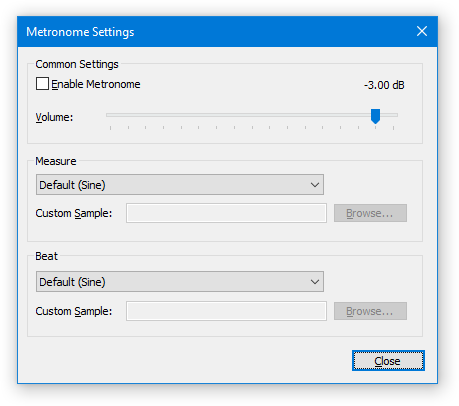 Metronome Settings
Common Settings
Enable Metronome
-3.00 dB
Volume:
Measure
Default (Sine)
Custom Sample:
Browse...
Beat
Default (Sine)
Custom Sample:
Browse...
Close